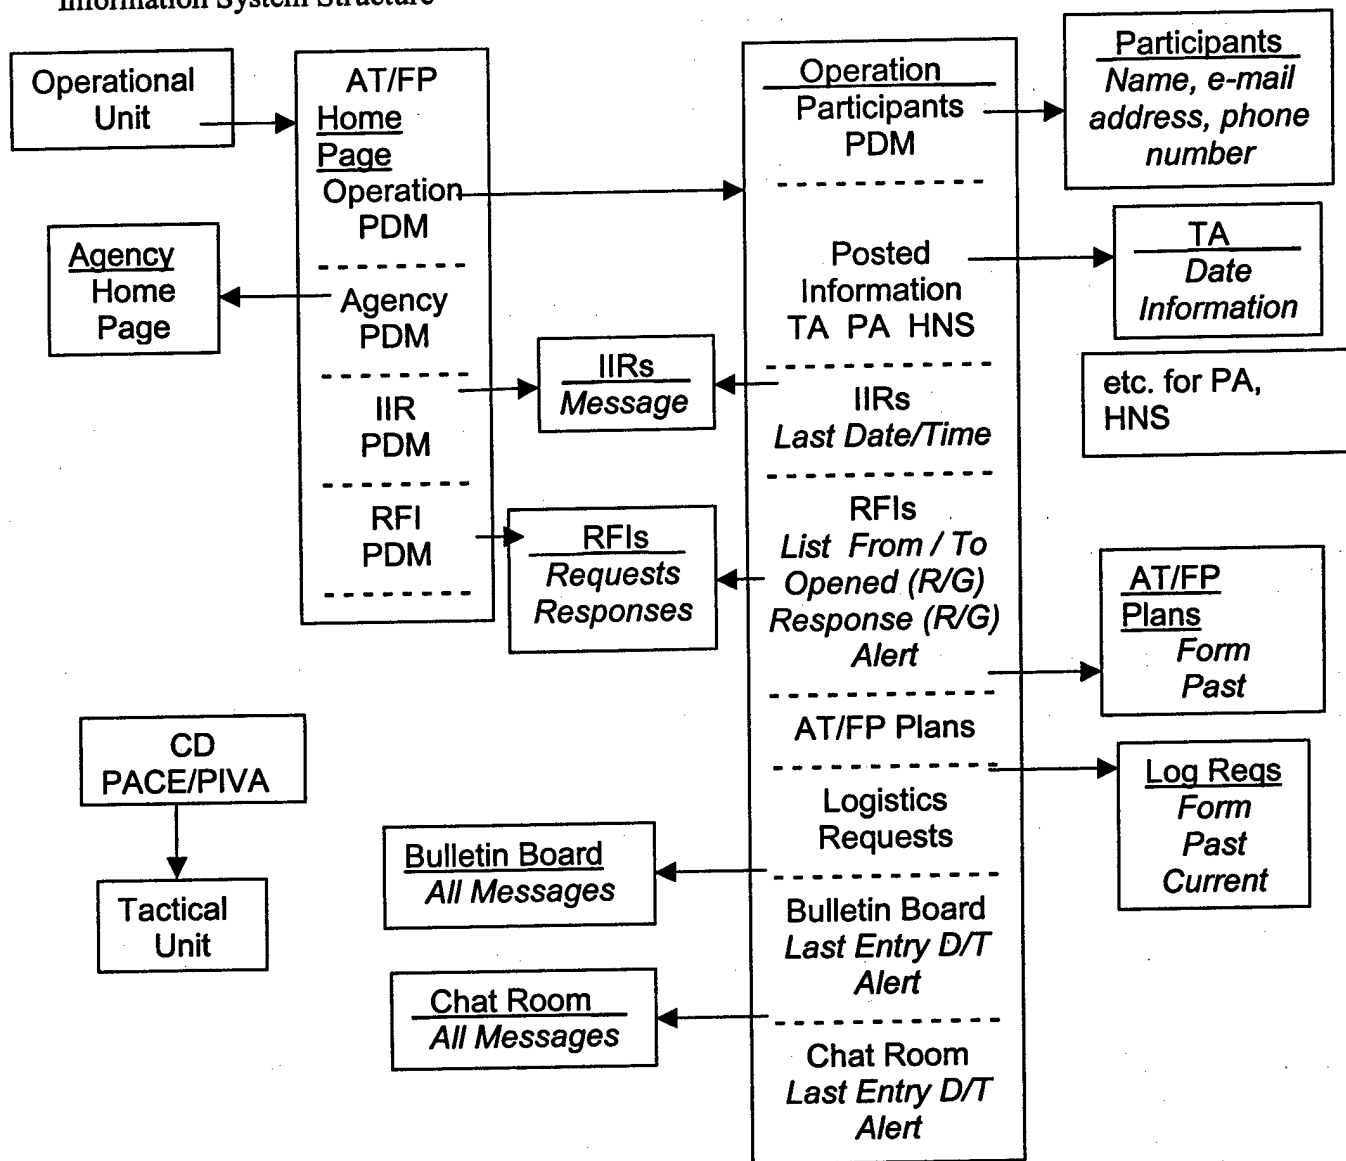 Information System Structure
Operational
Unit
AT/FP
Home
Page
Operation
PDM
Agency
PDM
IIR
PDM
RFI
PDM
Agency
Home
Page
IIRs
Message
RFIs
Requests
Responses
Operation
Participants
PDM
Posted
Information
TA PA HNS
IIRs
Last Date/Time
RFIs
List From / To
Opened (R/G)
Response (R/G)
Alert
AT/FP Plans
Logistics
Requests
Bulletin Board
Last Entry D/T
Alert
Chat Room
Last Entry D/T
Alert
Participants
Name, e-mail
address, phone
number
TA
Date
Information
etc. for PA,
HNS
AT/FP
Plans
Form
Past
Log Reqs
Form
Past
Current
CD
PACE/PIVA
Tactical
Unit
Bulletin Board
All Messages
Chat Room
All Messages